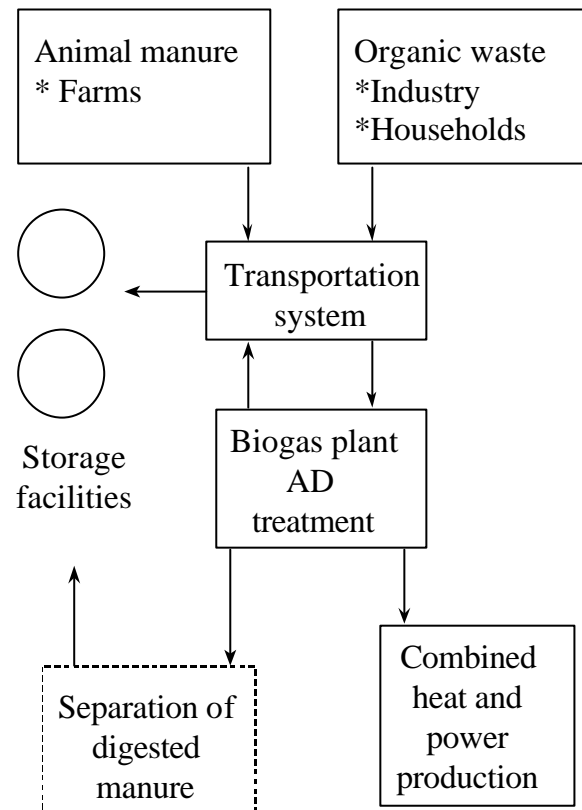 Animal manure
* Farms
Organic waste
*Industry
*Households
Transportation
system
Storage
facilities
Biogas plant
AD
treatment
Separation of
digested
manure
Combined
heat and
power
production